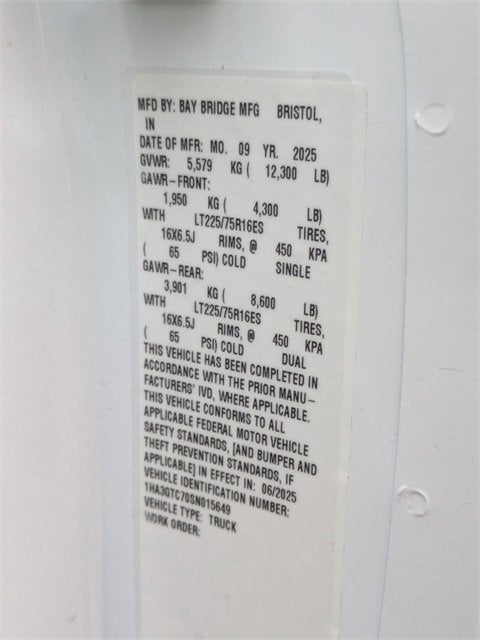 MFD BY: BAY BRIDGE MFG BRISTOL,
IN
DATE OF MFR: MO. 09 YR. 2025
GVWR: 5,579 KG ( 12,300 LB)
GAWR-FRONT:
1,950 KG ( 4,300 LB)
WITH LT225/75R16ES TIRES,
16X6.5J RIMS, @ 450 KPA
( 65 PSI) COLD SINGLE
GAWR-REAR:
3,901 KG ( 8,600 LB)
WITH LT225/75R16ES TIRES,
16X6.5J RIMS, @ 450 KPA
( 65 PSI) COLD DUAL
THIS VEHICLE HAS BEEN COMPLETED IN
ACCORDANCE WITH THE PRIOR MANU-
FACTURERS' IVD, WHERE APPLICABLE.
THIS VEHICLE CONFORMS TO ALL
APPLICABLE FEDERAL MOTOR VEHICLE
SAFETY STANDARDS, [AND BUMPER AND
THEFT PREVENTION STANDARDS, IF
APPLICABLE] IN EFFECT IN: 06/2025
VEHICLE IDENTIFICATION NUMBER:
1HA3GTC70SN015649
VEHICLE TYPE: TRUCK
WORK ORDER: